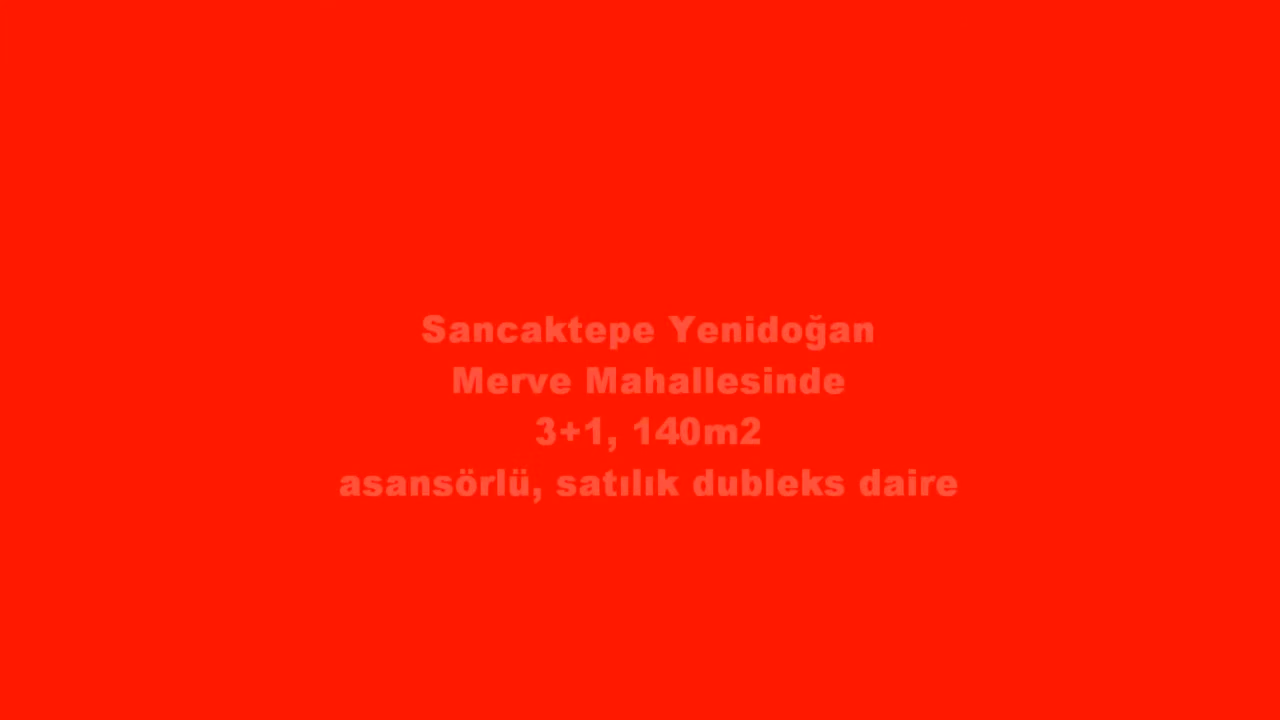 Sancaktepe Yenidoğan
Merve Mahallesinde
3+1, 140m2
asansörlü, satılık dubleks daire